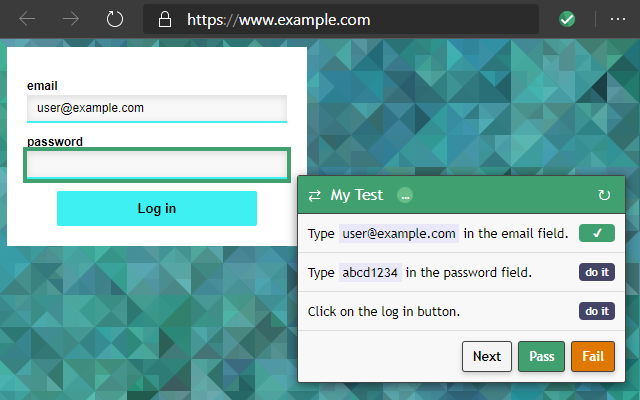 https://www.example.com
email
user@example.com
password
Log in
My Test ...
Type user@example.com in the email field. ✓
Type abcd1234 in the password field. do it
Click on the log in button. do it
Next Pass Fail